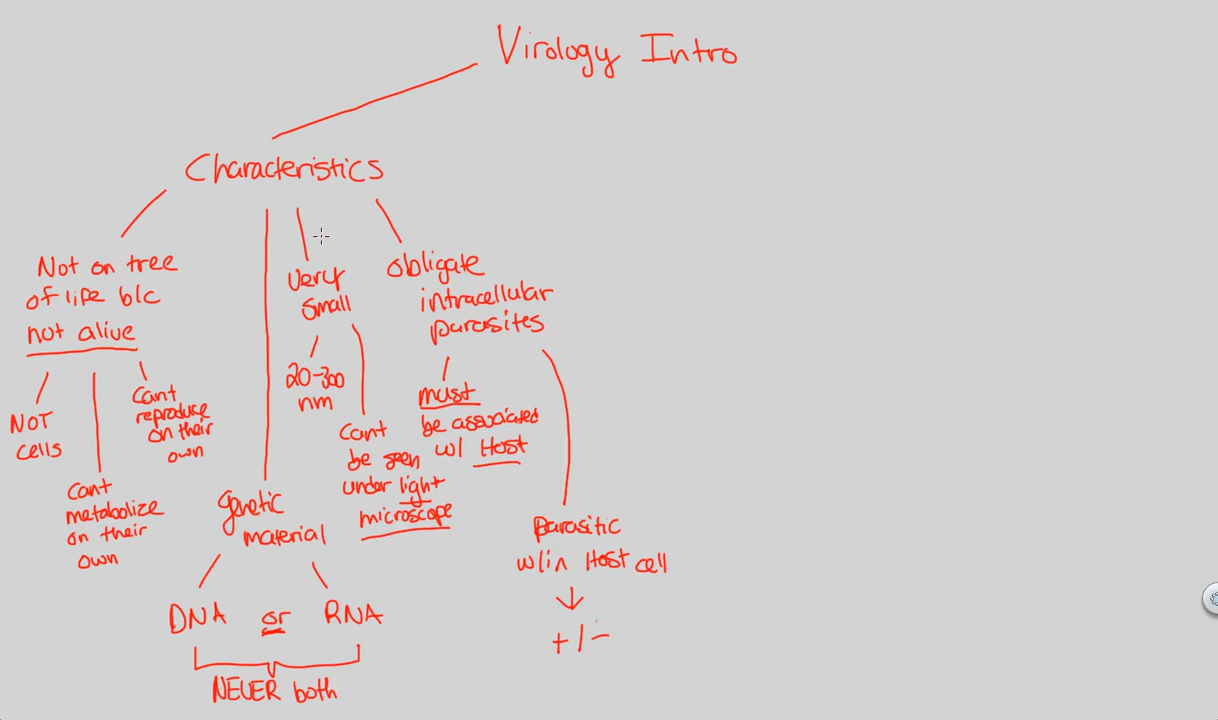 Virology Intro
Characteristics
Not on tree
of life b/c
not alive
NOT
cells
Cant
metabolize
on their
own
Cant
reproduce
on their
own
genetic
material
DNA or RNA
NEVER both
Very
small
20-300
nm
Cant
be seen
under light
microscope
obligate
intracellular
parasites
must
be associated
w/ Host
parasitic
w/in Host cell
+/-